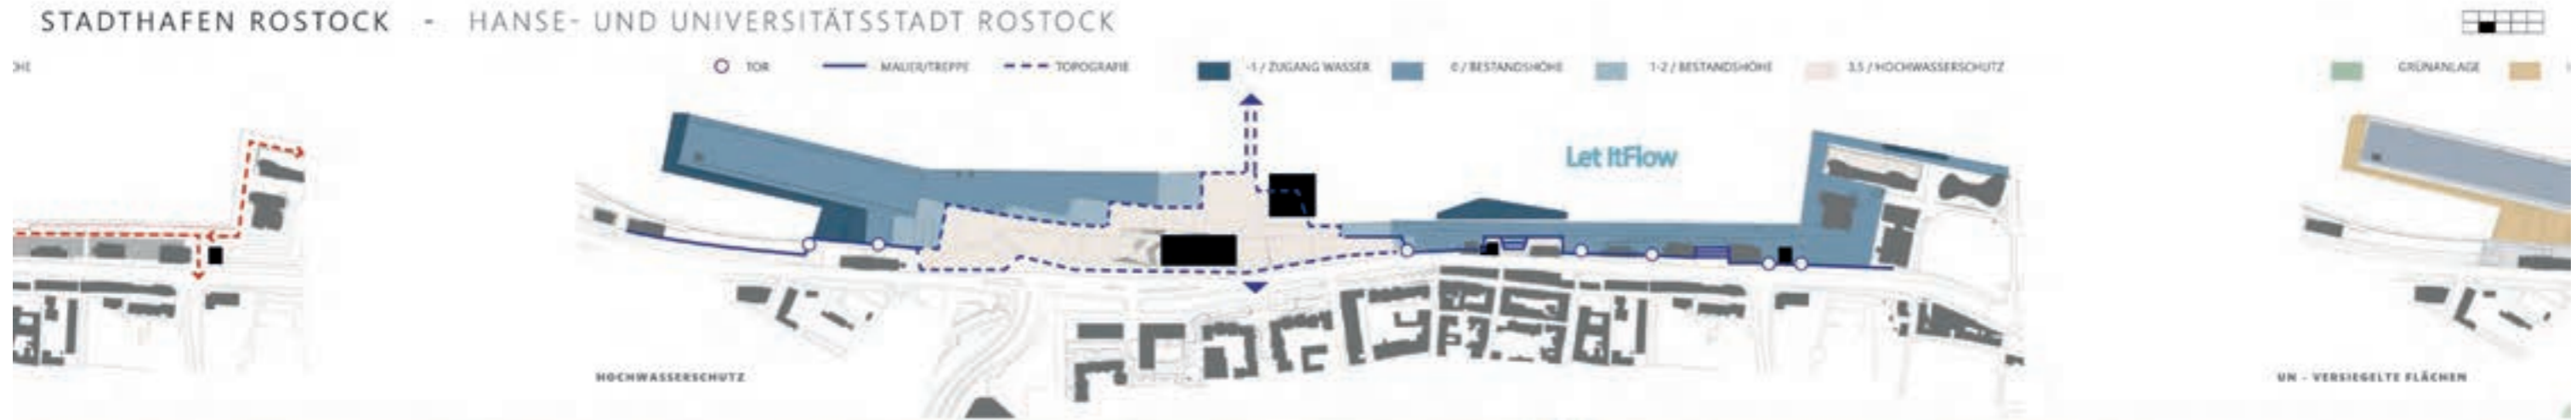 STADTHAFEN ROSTOCK - HANSE- UND UNIVERSITÄTSSTADT ROSTOCK
TOR MAUER/TREPPE TOPOGRAFIE -1 / ZUGANG WASSER 0 / BESTANDSHÖHE 1-2 / BESTANDSHÖHE 3,5 / HOCHWASSERSCHUTZ GRÜNANLAGE
Let ItFlow
HOCHWASSERSCHUTZ UN - VERSIEGELTE FLÄCHEN